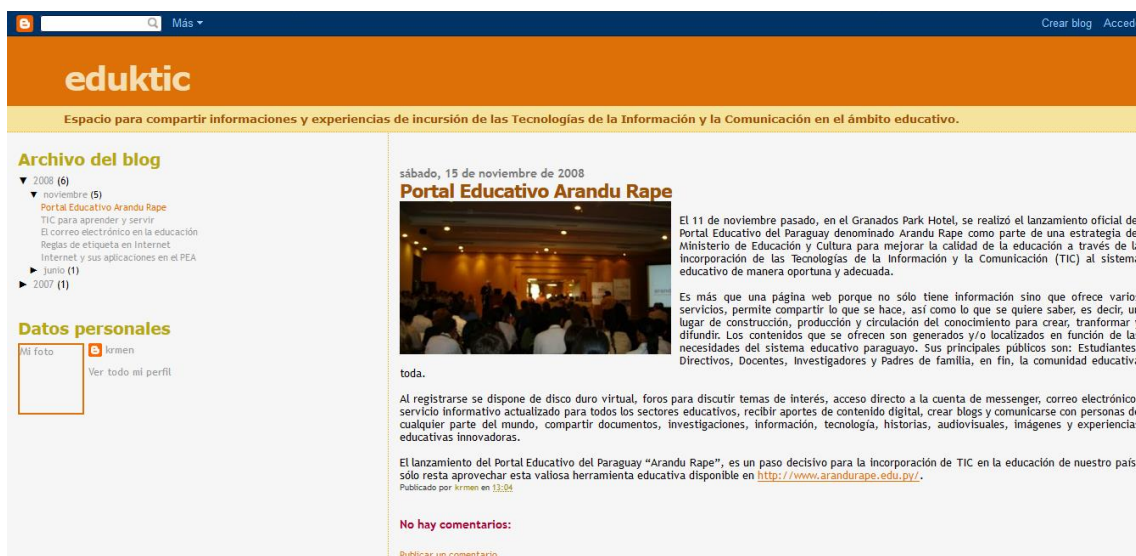 Más
Crear blog Accede
eduktic
Espacio para compartir informaciones y experiencias de incursión de las Tecnologías de la Información y la Comunicación en el ámbito educativo.
Archivo del blog
▼ 2008 (6)
▼ noviembre (5)
Portal Educativo Arandu Rape
TIC para aprender y servir
El correo electrónico en la educación
Reglas de etiqueta en Internet
Internet y sus aplicaciones en el PEA
► junio (1)
► 2007 (1)
Datos personales
Mi foto
krmen
Ver todo mi perfil
sábado, 15 de noviembre de 2008
Portal Educativo Arandu Rape
El 11 de noviembre pasado, en el Granados Park Hotel, se realizó el lanzamiento oficial de
Portal Educativo del Paraguay denominado Arandu Rape como parte de una estrategia de
Ministerio de Educación y Cultura para mejorar la calidad de la educación a través de l
incorporación de las Tecnologías de la Información y la Comunicación (TIC) al sistema
educativo de manera oportuna y adecuada.
Es más que una página web porque no sólo tiene información sino que ofrece varios
servicios, permite compartir lo que se hace, así como lo que se quiere saber, es decir, un
lugar de construcción, producción y circulación del conocimiento para crear, tranformar y
difundir. Los contenidos que se ofrecen son generados y/o localizados en función de la
necesidades del sistema educativo paraguayo. Sus principales públicos son: Estudiantes,
Directivos, Docentes, Investigadores y Padres de familia, en fin, la comunidad educativa
toda.
Al registrarse se dispone de disco duro virtual, foros para discutir temas de interés, acceso directo a la cuenta de messenger, correo electrónico,
servicio informativo actualizado para todos los sectores educativos, recibir aportes de contenido digital, crear blogs y comunicarse con personas de
cualquier parte del mundo, compartir documentos, investigaciones, información, tecnología, historias, audiovisuales, imágenes y experiencias
educativas innovadoras.
El lanzamiento del Portal Educativo del Paraguay “Arandu Rape”, es un paso decisivo para la incorporación de TIC en la educación de nuestro país,
sólo resta aprovechar esta valiosa herramienta educativa disponible en http://www.arandurape.edu.py/.
Publicado por krmen en 13:04
No hay comentarios:
Publicar un comentario